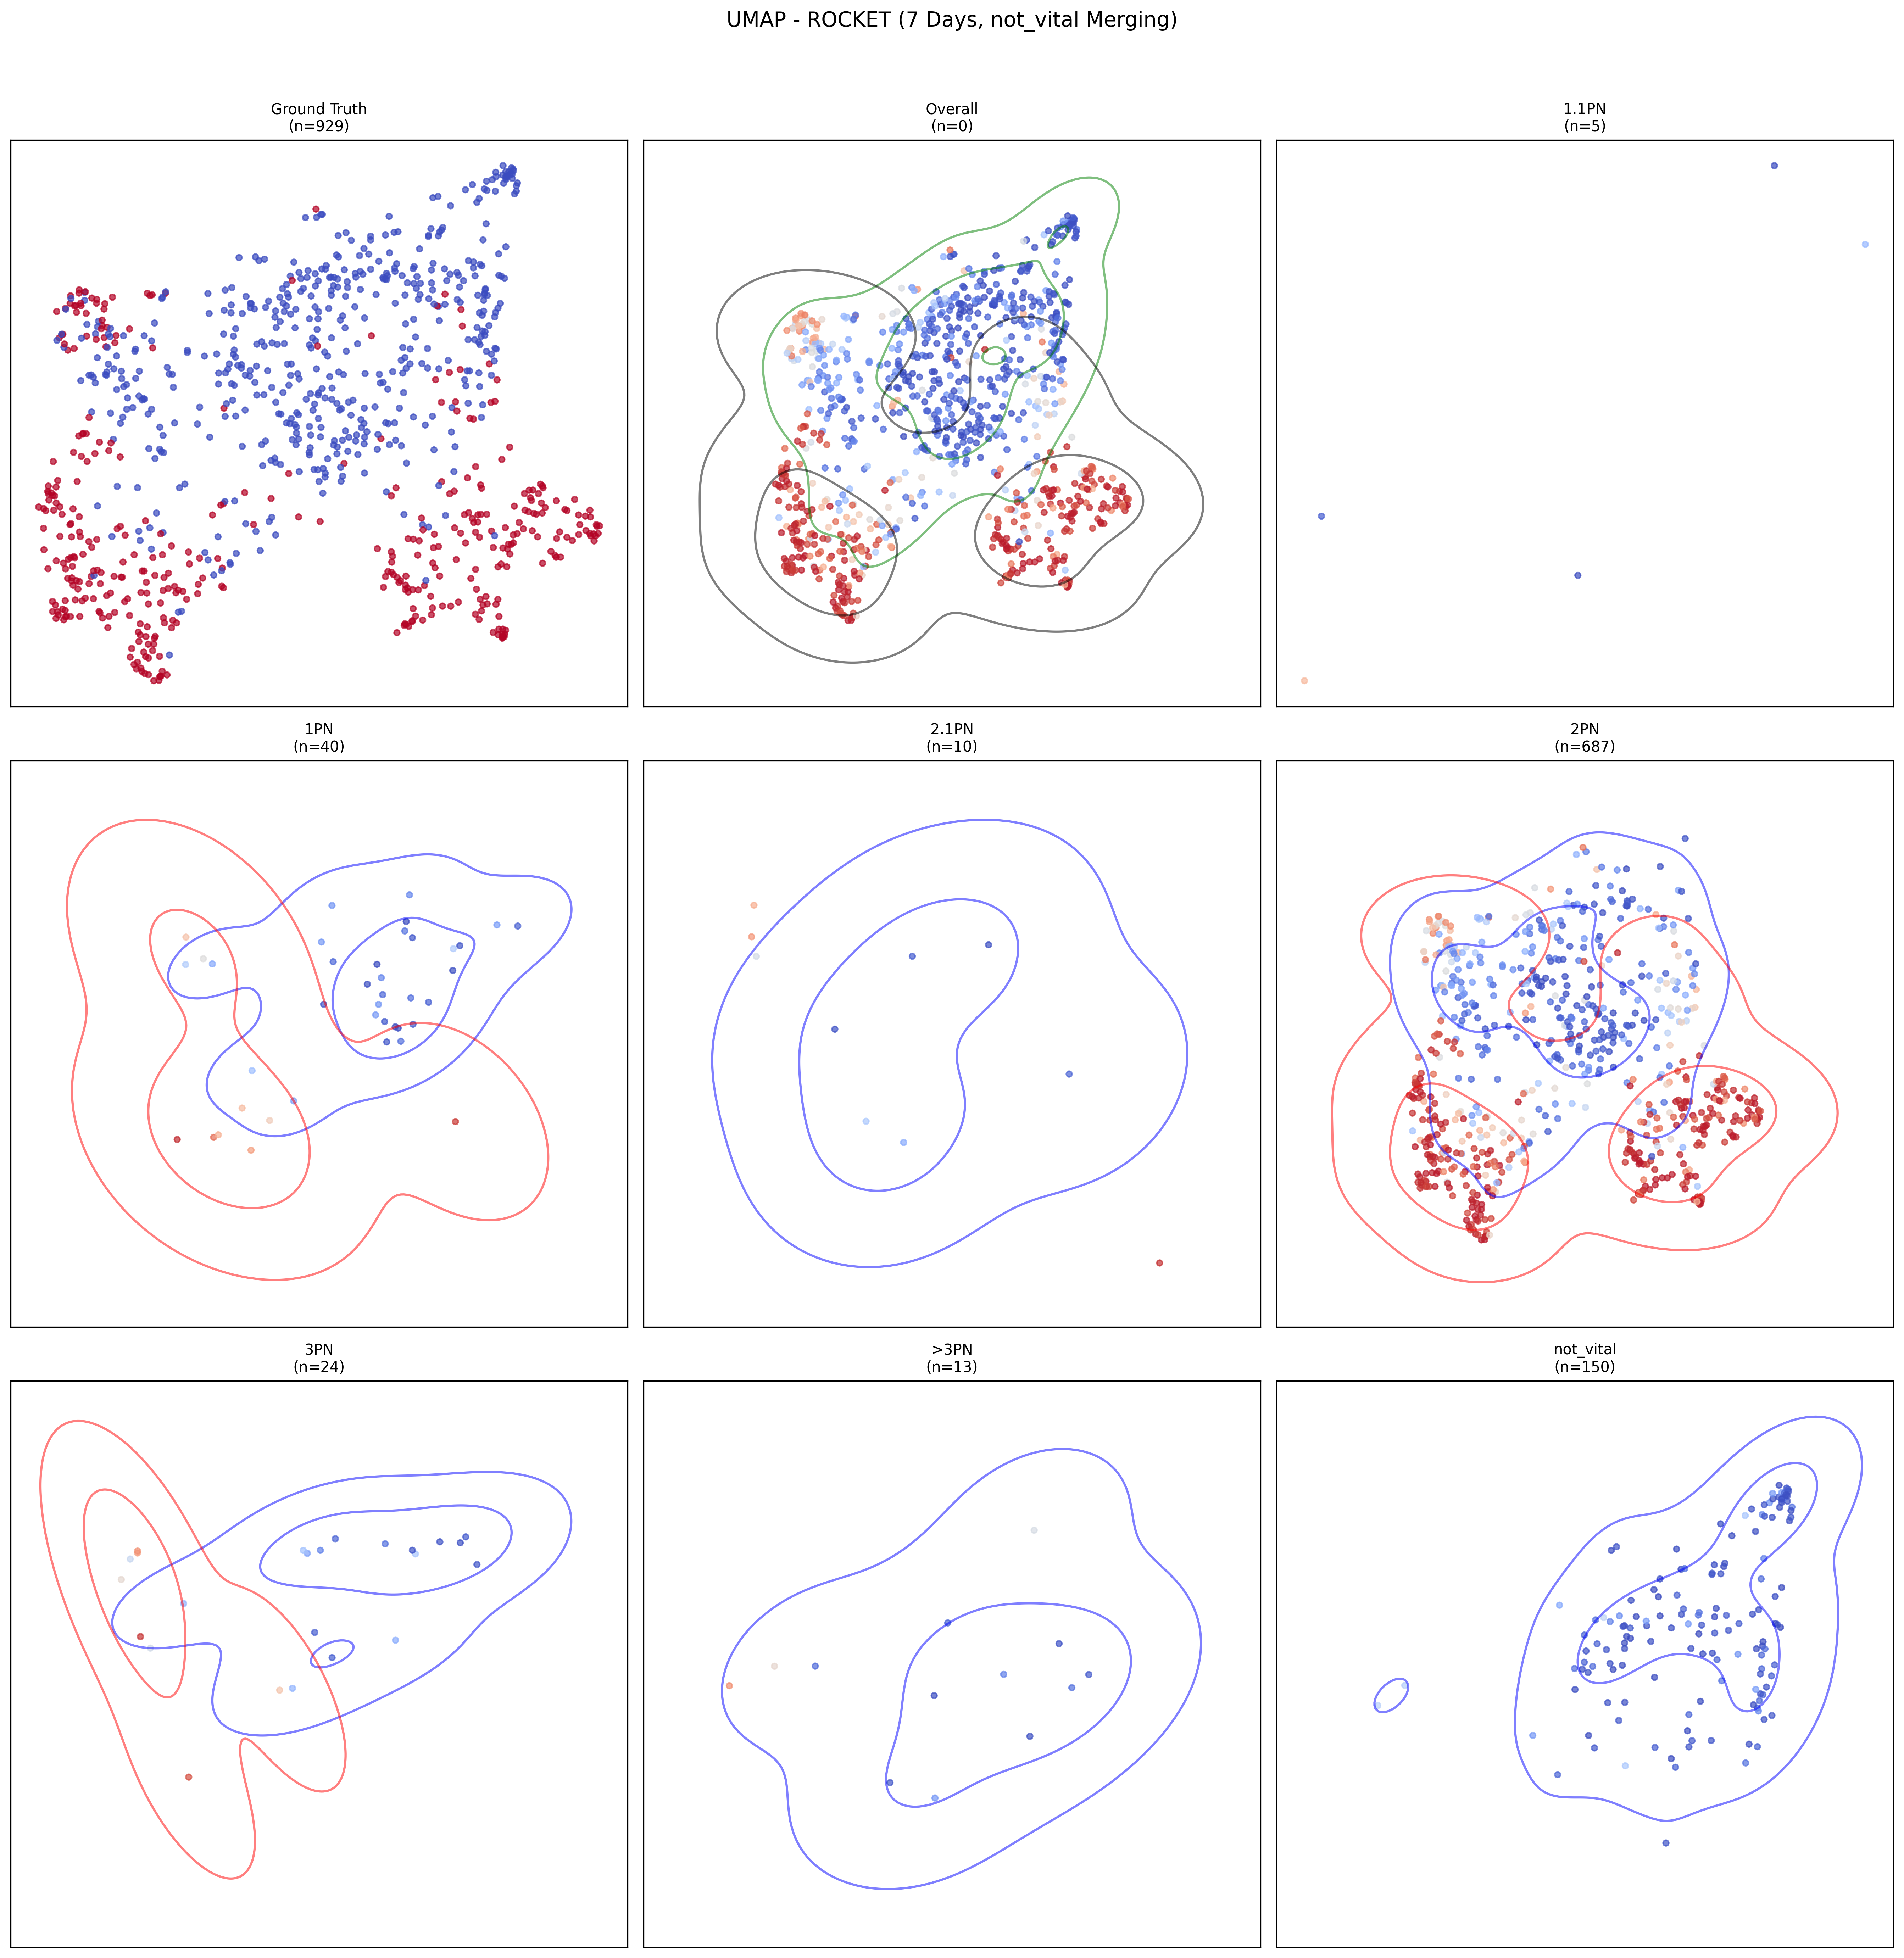 UMAP - ROCKET (7 Days, not_vital Merging)
Ground Truth
(n=929)
Overall
(n=0)
1.1PN
(n=5)
1PN
(n=40)
2.1PN
(n=10)
2PN
(n=687)
3PN
(n=24)
>3PN
(n=13)
not_vital
(n=150)